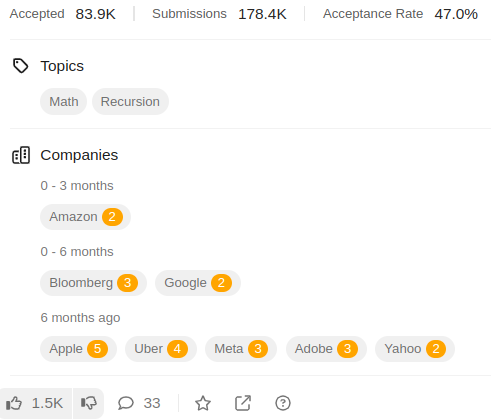 Accepted 83.9K Submissions 178.4K Acceptance Rate 47.0%
Topics
Math Recursion
Companies
0 - 3 months
Amazon 2
0 - 6 months
Bloomberg 3 Google 2
6 months ago
Apple 5 Uber 4 Meta 3 Adobe 3 Yahoo 2
1.5K 33